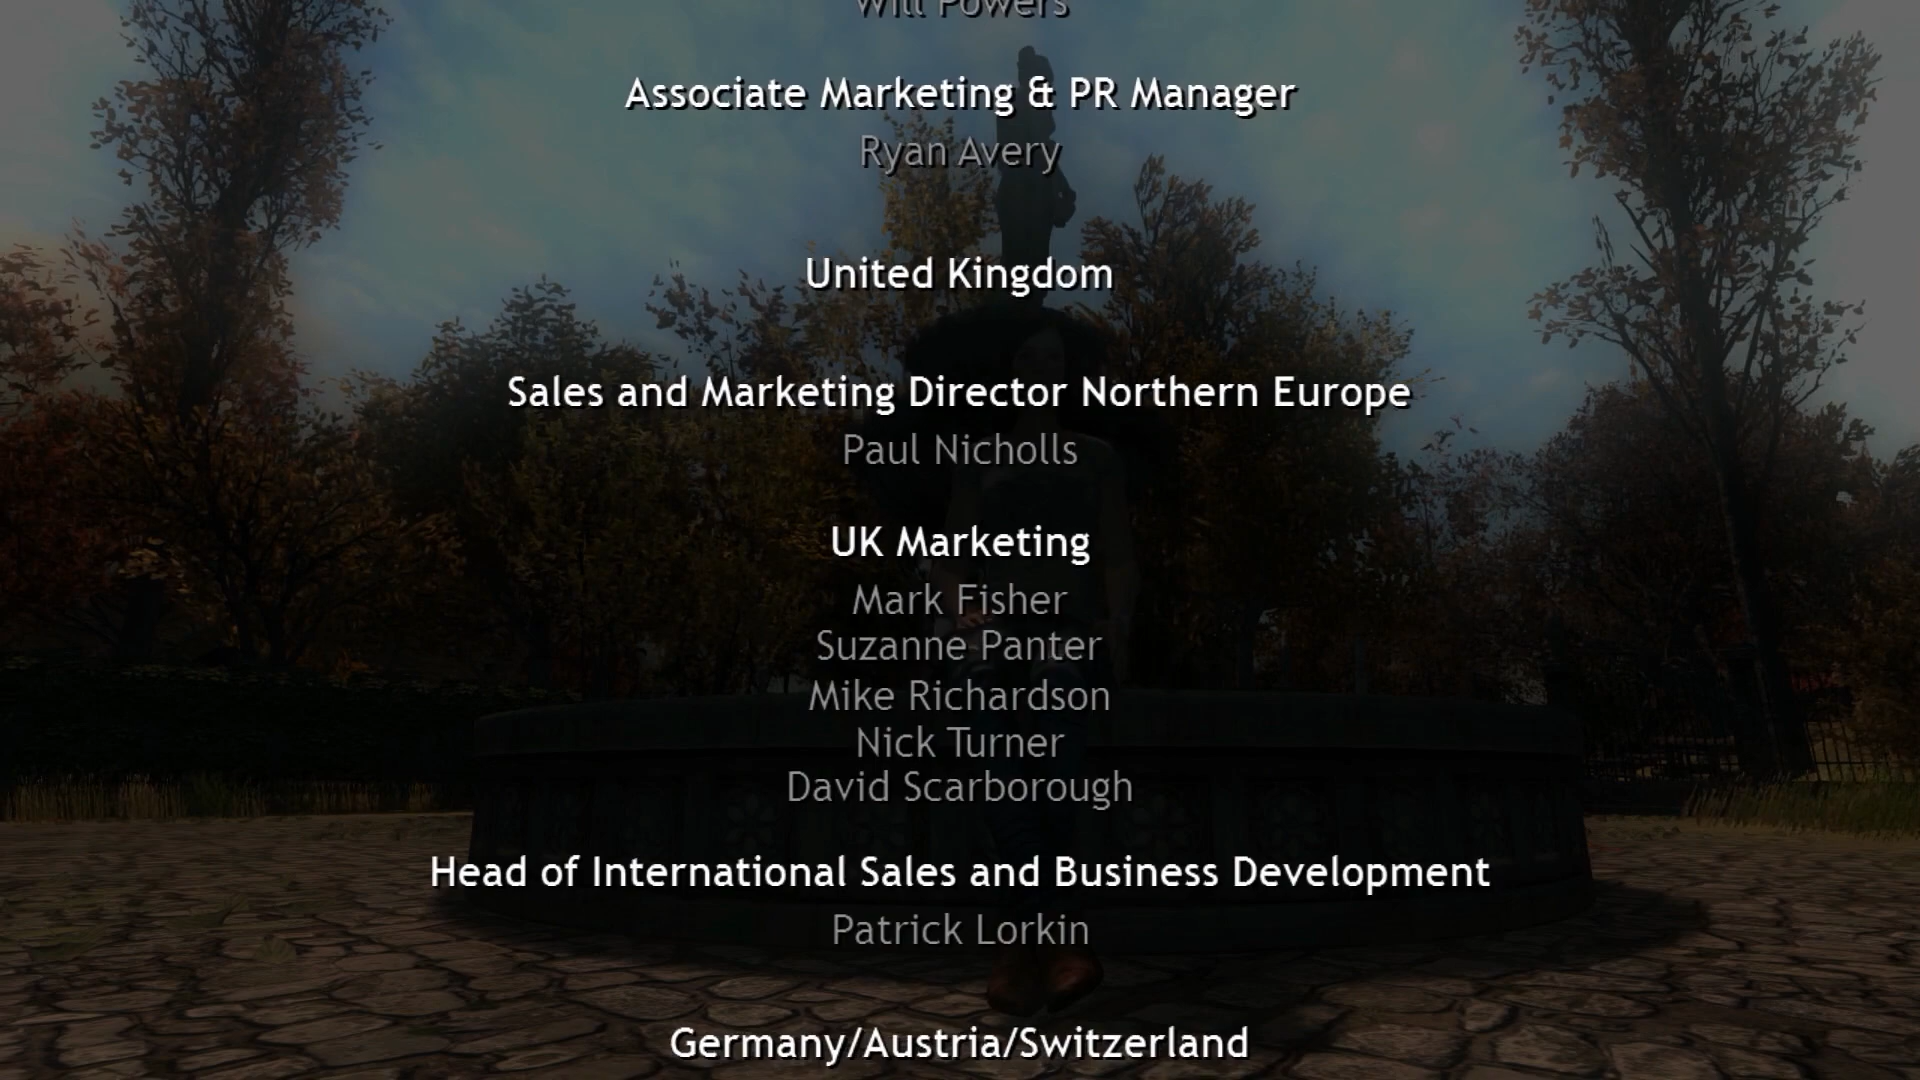 Will Powers
Associate Marketing & PR Manager
Ryan Avery
United Kingdom
Sales and Marketing Director Northern Europe
Paul Nicholls
UK Marketing
Mark Fisher
Suzanne Panter
Mike Richardson
Nick Turner
David Scarborough
Head of International Sales and Business Development
Patrick Lorkin
Germany/Austria/Switzerland